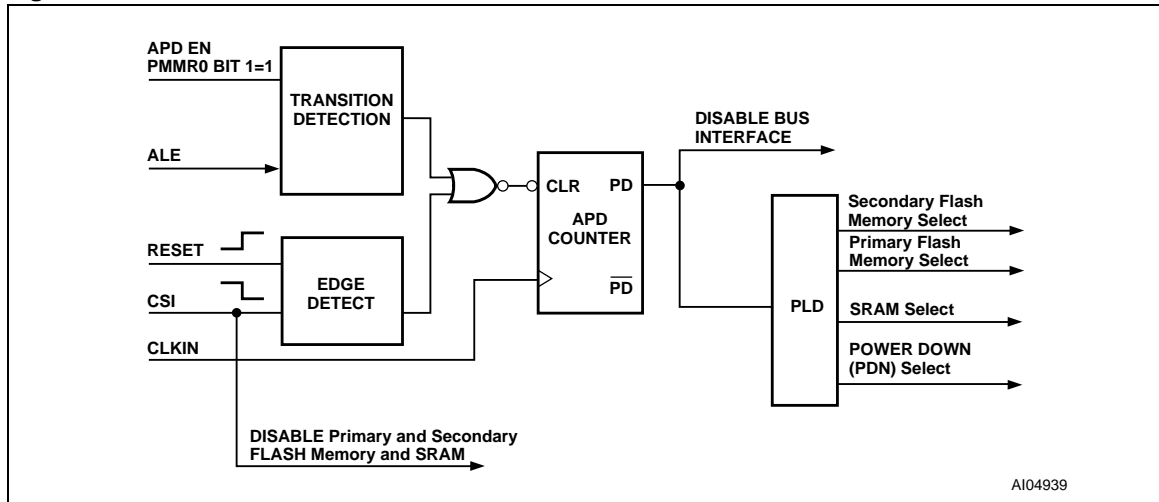 APD EN
PMMR0 BIT 1=1
TRANSITION
DETECTION
ALE
RESET
CSI
EDGE
DETECT
CLKIN
CLR
PD
APD
COUNTER
PD
DISABLE BUS
INTERFACE
PLD
Secondary Flash
Memory Select
Primary Flash
Memory Select
SRAM Select
POWER DOWN
(PDN) Select
DISABLE Primary and Secondary
FLASH Memory and SRAM
AI04939